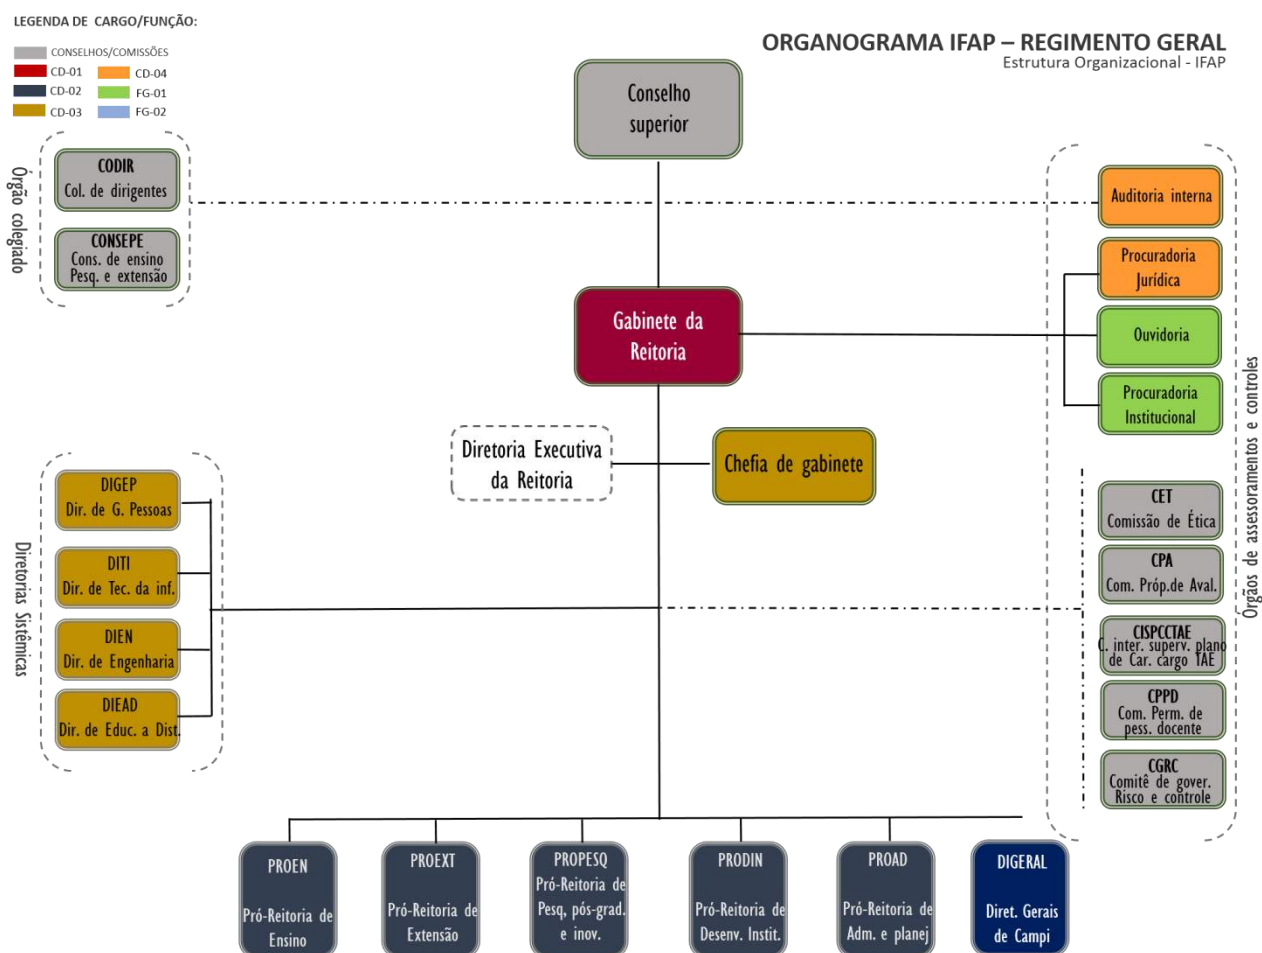 LEGENDA DE CARGO/FUNÇÃO:
CONSELHOS/COMISSÕES
CD-01
CD-04
CD-02
FG-01
CD-03
FG-02
ORGANOGRAMA IFAP – REGIMENTO GERAL
Estrutura Organizacional - IFAP
Conselho
superior
Órgão colegiado
CODIR
Col. de dirigentes
CONSEPE
Cons. de ensino
Pesq. e extensão
Auditoria interna
Procuradoria
Jurídica
Ouvidoria
Procuradoria
Institucional
Gabinete da
Reitoria
Diretoria Executiva
da Reitoria
Chefia de gabinete
Órgãos de assessoramentos e controles
CET
Comissão de Ética
CPA
Com. Próp.de Aval.
CISPCCTAE
C. inter. superv. plano
de Car. cargo TAE
CPPD
Com. Perm. de
pess. docente
CGRC
Comitê de gover.
Risco e controle
Diretorias Sistêmicas
DIGEP
Dir. de G. Pessoas
DITI
Dir. de Tec. da inf.
DIEN
Dir. de Engenharia
DIEAD
Dir. de Educ. a Dist.
PROEN
Pró-Reitoria de
Ensino
PROEXT
Pró-Reitoria de
Extensão
PROPESQ
Pró-Reitoria de
Pesq, pós-grad.
e inov.
PRODIN
Pró-Reitoria de
Desenv. Instit.
PROAD
Pró-Reitoria de
Adm. e planej
DIGERAL
Diret. Gerais
de Campi